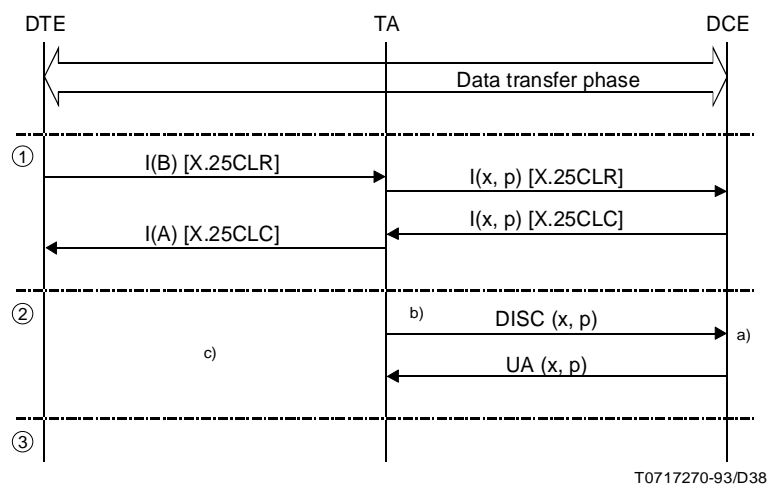 DTE TA DCE
Data transfer phase
①
I(B) [X.25CLR]
I(x, p) [X.25CLR]
I(x, p) [X.25CLC]
I(A) [X.25CLC]
②
b)
DISC (x, p)
a)
c)
UA (x, p)
③
T0717270-93/D38